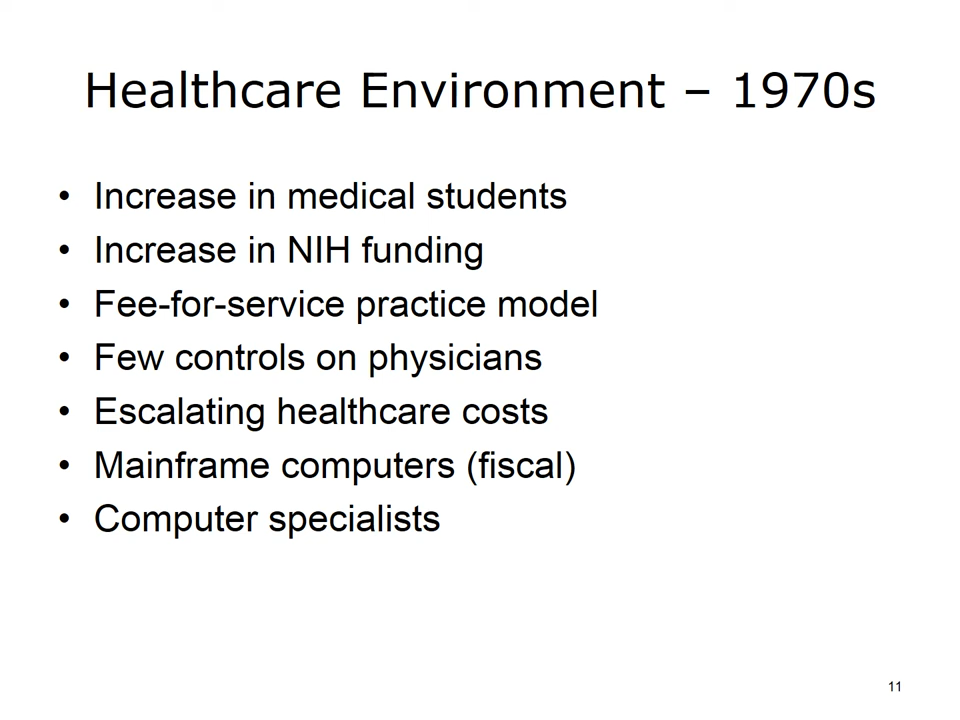 Healthcare Environment – 1970s
• Increase in medical students
• Increase in NIH funding
• Fee-for-service practice model
• Few controls on physicians
• Escalating healthcare costs
• Mainframe computers (fiscal)
• Computer specialists
11